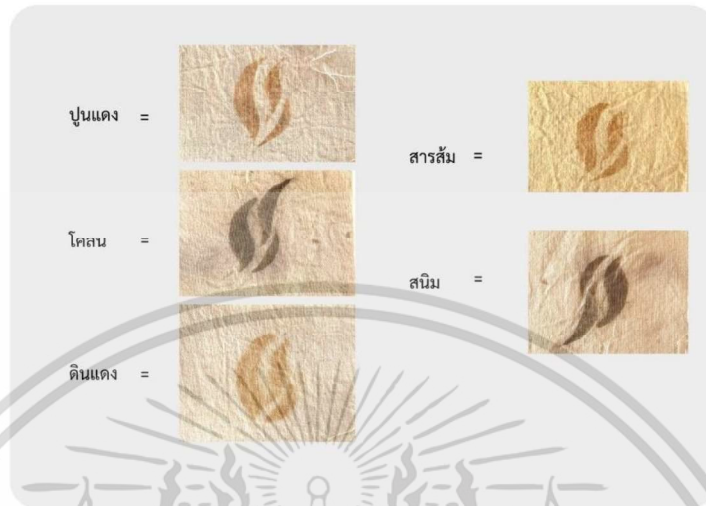 ปูนแดง =
โคลน =
ดินแดง =
สารส้ม =
สนิม =